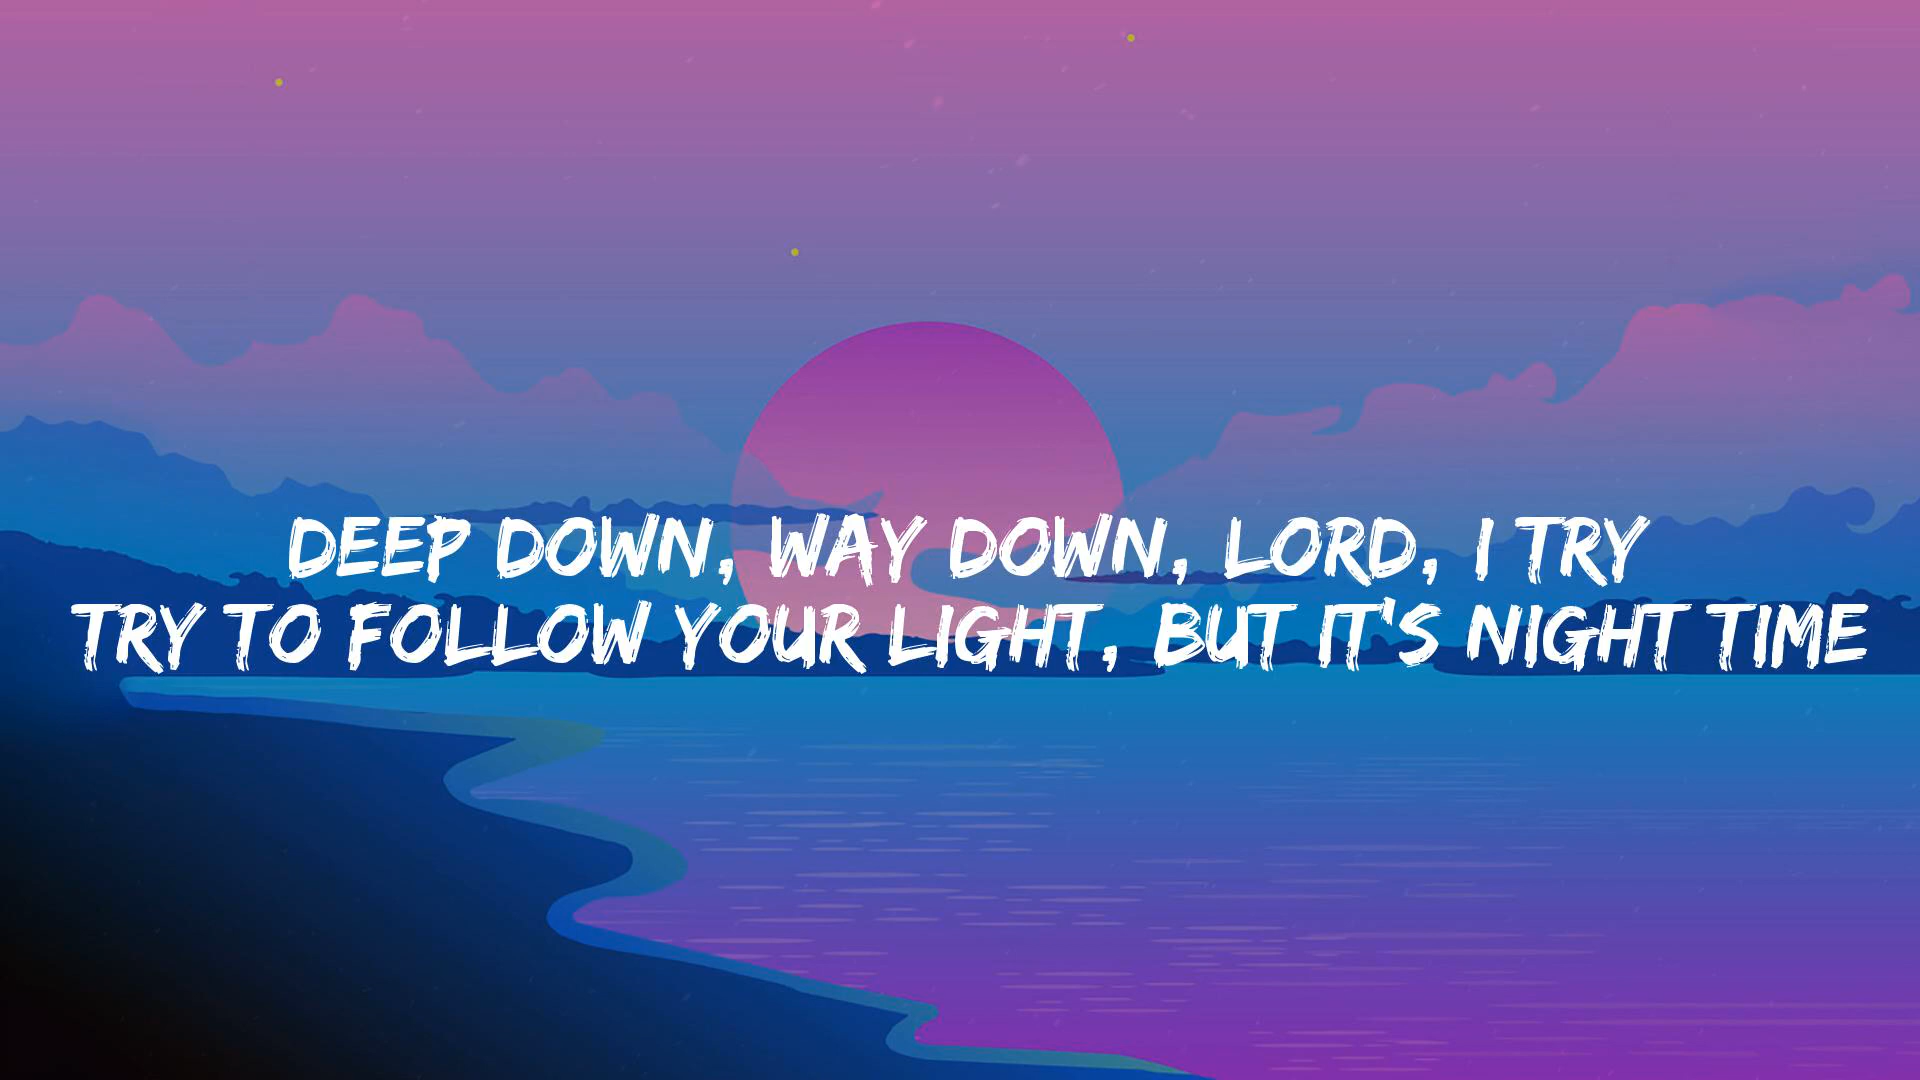 DEEP DOWN, WAY DOWN, LORD, I TRY
TRY TO FOLLOW YOUR LIGHT, BUT IT'S NIGHT TIME